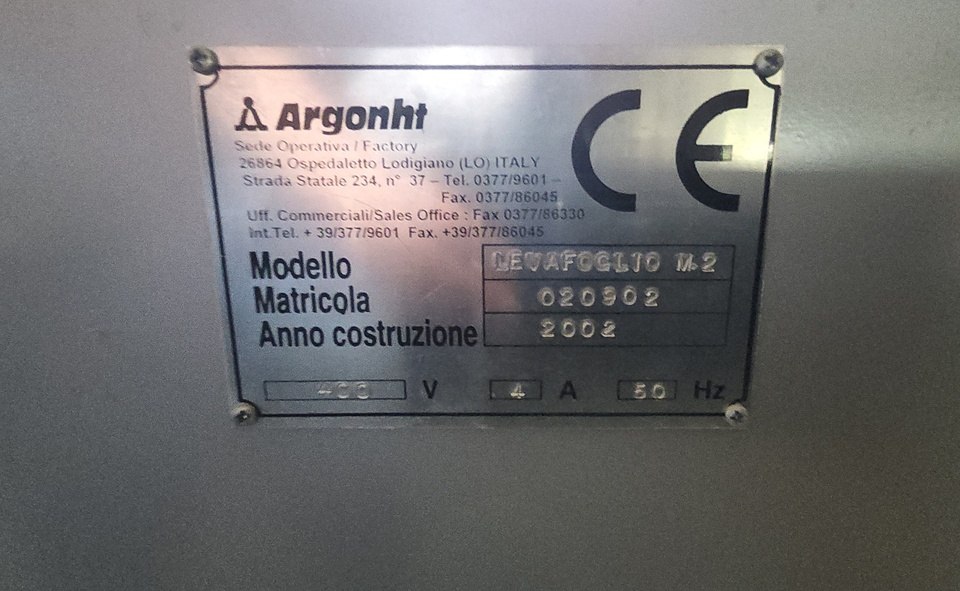 Argonht
CE
Sede Operativa / Factory
26864 Ospedaletto Lodigiano (LO) ITALY
Strada Statale 234, n° 37 – Tel. 0377/9601 –
Fax. 0377/86045
Uff. Commerciali/Sales Office : Fax 0377/86330
Int.Tel. + 39/377/9601 Fax. +39/377/86045
Modello LEVAFOGLIO M.2
Matricola 020902
Anno costruzione 2002
400 V 4 A 50 Hz